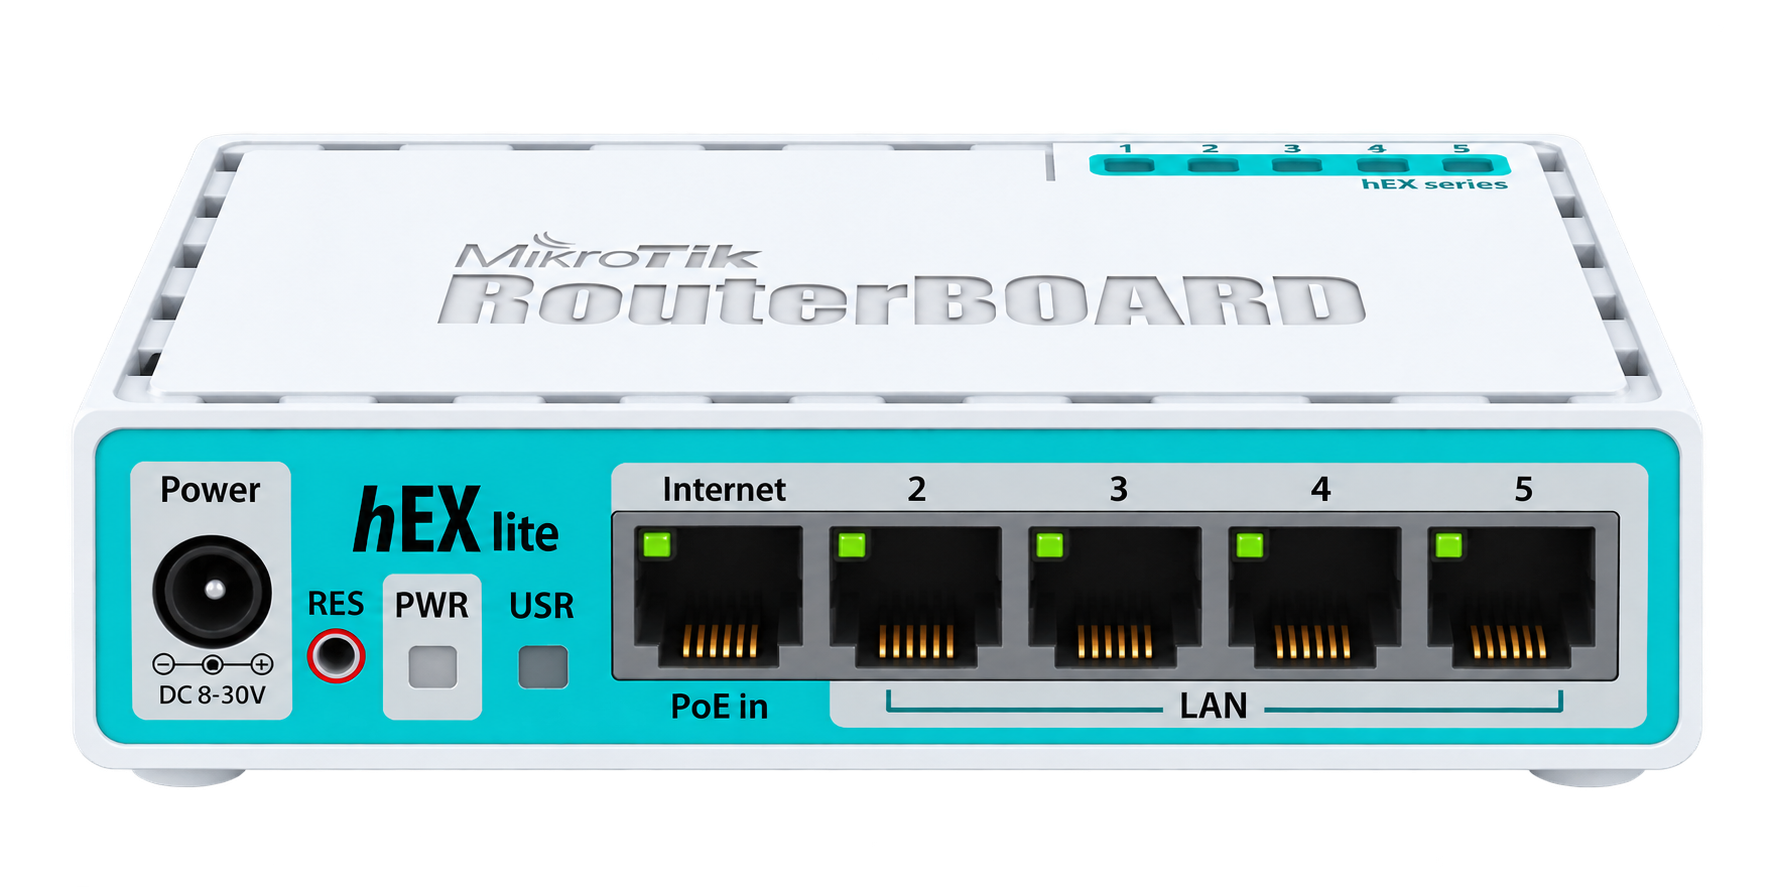 1 2 3 4 5
hEX series
MikroTik
RouterBOARD
Power
hEX lite
Internet 2 3 4 5
RES PWR USR
DC 8-30V
PoE in LAN